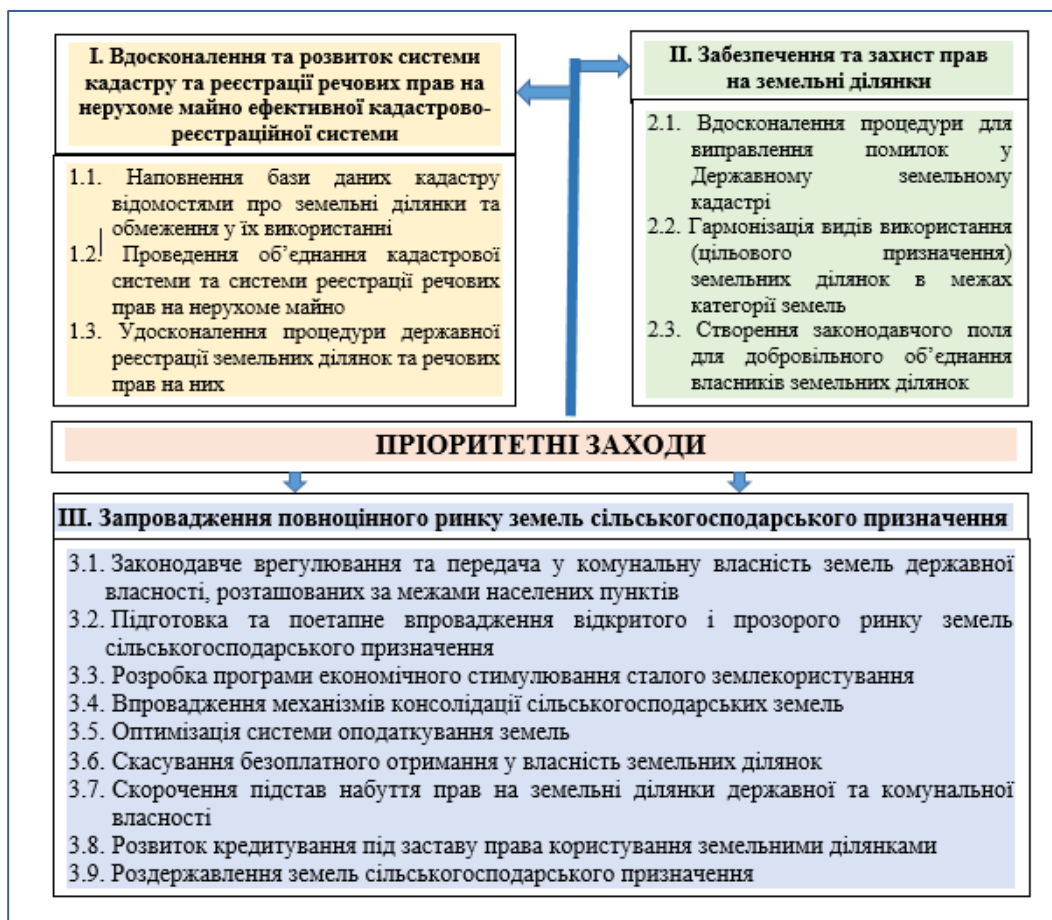 І. Вдосконалення та розвиток системи
кадастру та реєстрації речових прав на
нерухоме майно ефективної кадастрово-
реєстраційної системи
1.1. Наповнення бази даних кадастру
відомостями про земельні ділянки та
обмеження у їх використанні
1.2. Проведення об’єднання кадастрової
системи та системи реєстрації речових
прав на нерухоме майно
1.3. Удосконалення процедури державної
реєстрації земельних ділянок та речових
прав на них
ІІ. Забезпечення та захист прав
на земельні ділянки
2.1. Вдосконалення процедури для
виправлення помилок у
Державному земельному
кадастрі
2.2. Гармонізація видів використання
(цільового призначення)
земельних ділянок в межах
категорії земель
2.3. Створення законодавчого поля
для добровільного об’єднання
власників земельних ділянок
ПРІОРИТЕТНІ ЗАХОДИ
ІІІ. Запровадження повноцінного ринку земель сільськогосподарського призначення
3.1. Законодавче врегулювання та передача у комунальну власність земель державної
власності, розташованих за межами населених пунктів
3.2. Підготовка та поетапне впровадження відкритого і прозорого ринку земель
сільськогосподарського призначення
3.3. Розробка програми економічного стимулювання сталого землекористування
3.4. Впровадження механізмів консолідації сільськогосподарських земель
3.5. Оптимізація системи оподаткування земель
3.6. Скасування безоплатного отримання у власність земельних ділянок
3.7. Скорочення підстав набуття прав на земельні ділянки державної та комунальної
власності
3.8. Розвиток кредитування під заставу права користування земельними ділянками
3.9. Роздержавлення земель сільськогосподарського призначення